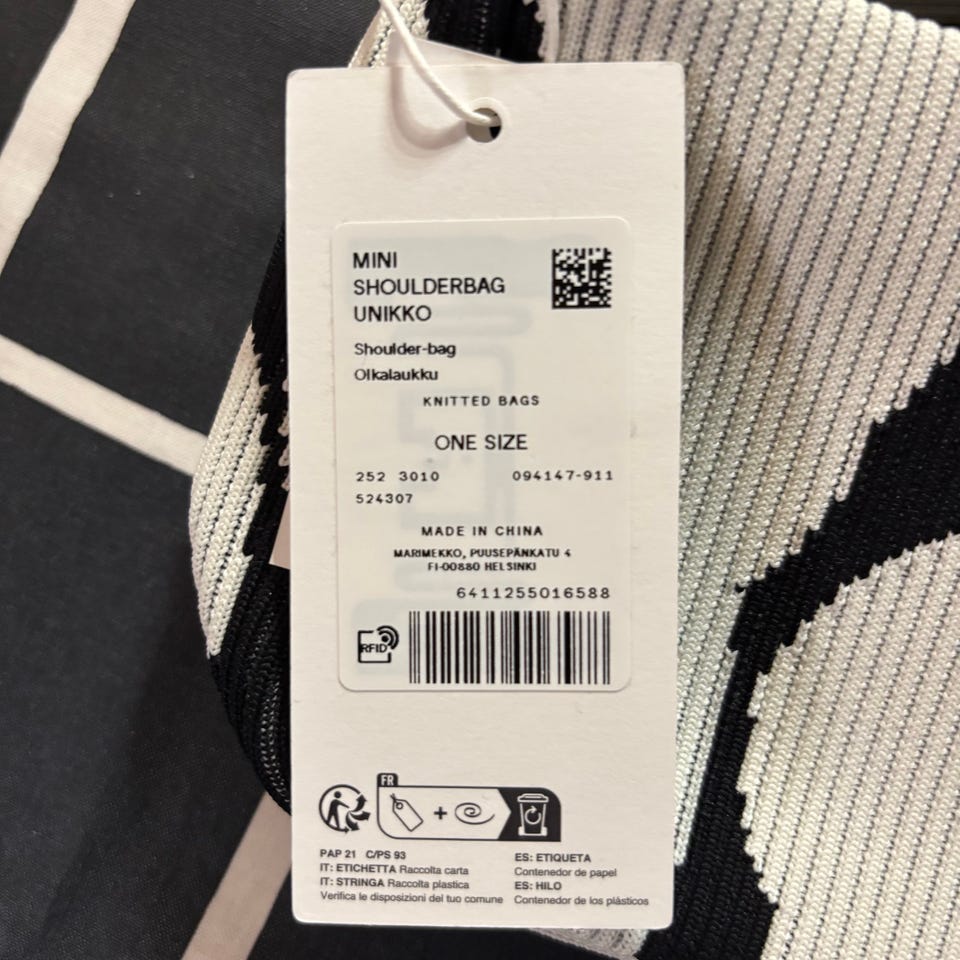 MINI
SHOULDERBAG
UNIKKO
Shoulder-bag
Olkalaukku
KNITTED BAGS
ONE SIZE
252 3010 094147-911
524307
MADE IN CHINA
MARIMEKKO, PUUSEPÄNKATU 4
FI-00880 HELSINKI
6411255016588
RFID
FR
PAP 21 C/PS 93
IT: ETICHETTA Raccolta carta
IT: STRINGA Raccolta plastica
Verifica le disposizioni del tuo comune
ES: ETIQUETA
Contenedor de papel
ES: HILO
Contenedor de los plásticos